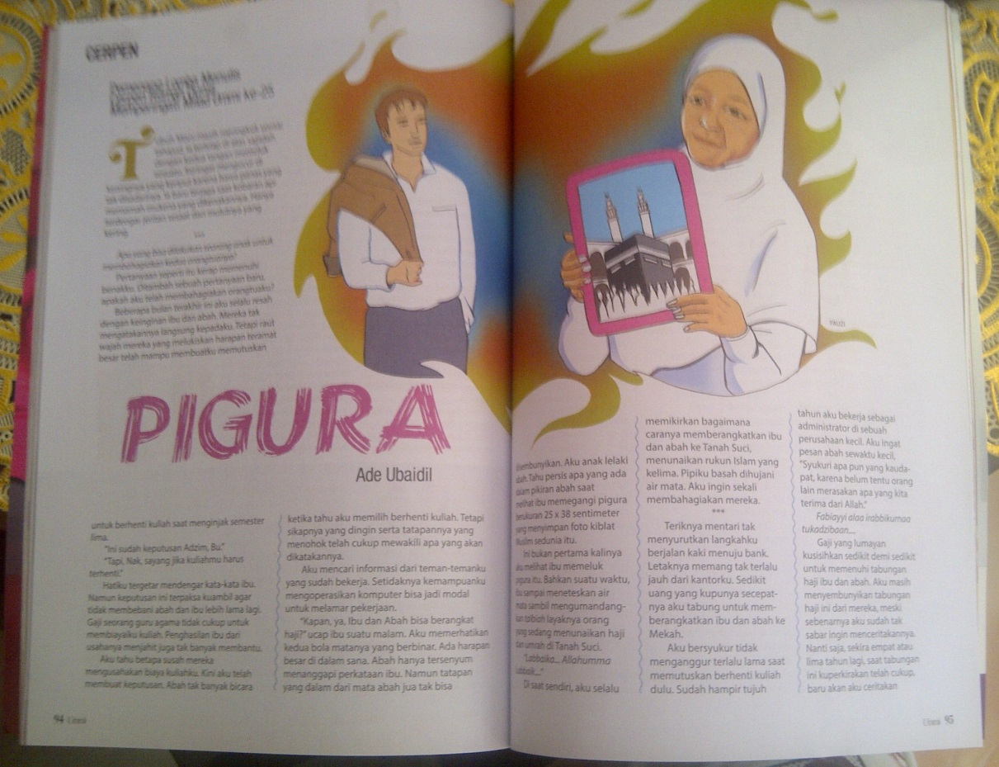 CERPEN
Pemenang Lomba Menulis
Cerpen
Memperingati Milad Ummi ke-25
kering.
***
Apa yang bisa dilakukan seorang anak untuk
membahagiakan kedua orangtuanya?
Pertanyaan seperti itu kerap memenuhi
benakku. Ditambah sebuah pertanyaan baru,
apakah aku telah membahagiakan orangtuaku?
Beberapa bulan terakhir ini aku selalu resah
dengan keinginan ibu dan abah. Mereka tak
mengatakannya langsung kepadaku. Tetapi raut
wajah mereka yang melukiskan harapan teramat
besar telah mampu membuatku memutuskan
PIGURA
Ade Ubaidil
untuk berhenti kuliah saat menginjak semester
lima.
"Ini sudah keputusan Adzim, Bu."
"Tapi, Nak, sayang jika kuliahmu harus
terhenti."
Hatiku tergetar mendengar kata-kata ibu.
Namun keputusan ini terpaksa kuambil agar
tidak membebani abah dan ibu lebih lama lagi.
Gaji seorang guru agama tidak cukup untuk
membiayaiku kuliah. Penghasilan ibu dari
usahanya menjahit juga tak banyak membantu.
Aku tahu betapa susah mereka
mengusahakan biaya kuliahku. Kini aku telah
membuat keputusan. Abah tak banyak bicara
ketika tahu aku memilih berhenti kuliah. Tetapi
sikapnya yang dingin serta tatapannya yang
menohok telah cukup mewakili apa yang akan
dikatakannya.
Aku mencari informasi dari teman-temanku
yang sudah bekerja. Setidaknya kemampuanku
mengoperasikan komputer bisa jadi modal
untuk melamar pekerjaan.
"Kapan, ya, Ibu dan Abah bisa berangkat
haji?" ucap ibu suatu malam. Aku memerhatikan
kedua bola matanya yang berbinar. Ada harapan
besar di dalam sana. Abah hanya tersenyum
menanggapi perkataan ibu. Namun tatapan
yang dalam dari mata abah jua tak bisa
94 Ummi
FAUZI
disembunyikan. Aku anak lelaki
abah. Tahu persis apa yang ada
dalam pikiran abah saat
melihat ibu memegangi pigura
berukuran 25 x 38 sentimeter
yang menyimpan foto kiblat
Muslim sedunia itu.
Ini bukan pertama kalinya
aku melihat ibu memeluk
pigura itu. Bahkan suatu waktu,
ibu sampai meneteskan air
mata sambil mengumandang-
kan talbiah layaknya orang
yang sedang menunaikan haji
dan umrah di Tanah Suci.
"Labbaika... Allahumma
labbaik..."
Di saat sendiri, aku selalu
memikirkan bagaimana
caranya memberangkatkan ibu
dan abah ke Tanah Suci,
menunaikan rukun Islam yang
kelima. Pipiku basah dihujani
air mata. Aku ingin sekali
membahagiakan mereka.
***
Teriknya mentari tak
menyurutkan langkahku
berjalan kaki menuju bank.
Letaknya memang tak terlalu
jauh dari kantorku. Sedikit
uang yang kupunya secepat-
nya aku tabung untuk mem-
berangkatkan ibu dan abah ke
Mekah.
Aku bersyukur tidak
menganggur terlalu lama saat
memutuskan berhenti kuliah
dulu. Sudah hampir tujuh
tahun aku bekerja sebagai
administrator di sebuah
perusahaan kecil. Aku ingat
pesan abah sewaktu kecil,
"Syukuri apa pun yang kauda-
pat, karena belum tentu orang
lain merasakan apa yang kita
terima dari Allah."
Fabiayyi alaa irabbikumaa
tukadzibaan....
Gaji yang lumayan
kusisihkan sedikit demi sedikit
untuk memenuhi tabungan
haji ibu dan abah. Aku masih
menyembunyikan tabungan
haji ini dari mereka, meski
sebenarnya aku sudah tak
sabar ingin menceritakannya.
Nanti saja, sekira empat atau
lima tahun lagi, saat tabungan
ini kuperkirakan telah cukup,
baru akan aku ceritakan
Ummi 95